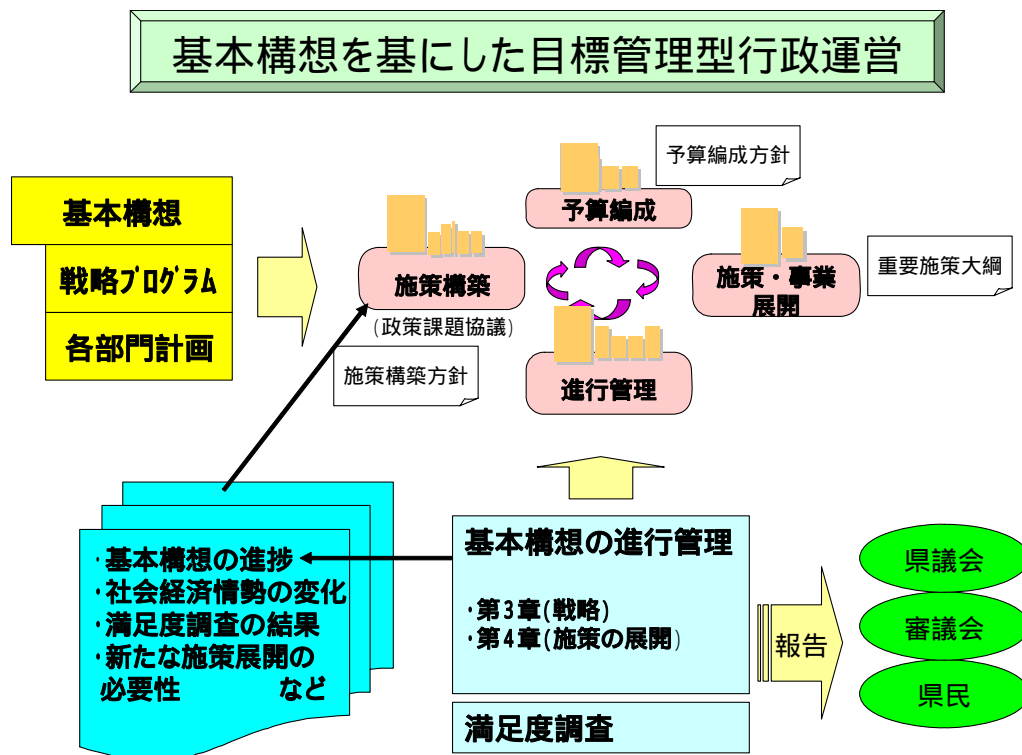 基本構想を基にした目標管理型行政運営
予算編成方針
予算編成
基本構想
戦略プログラム
各部門計画
施策構築
(政策課題協議)
施策構築方針
施策・事業
展開
重要施策大綱
進行管理
・基本構想の進捗
・社会経済情勢の変化
・満足度調査の結果
・新たな施策展開の
必要性 など
基本構想の進行管理
・第3章(戦略)
・第4章(施策の展開)
満足度調査
報告
県議会
審議会
県民